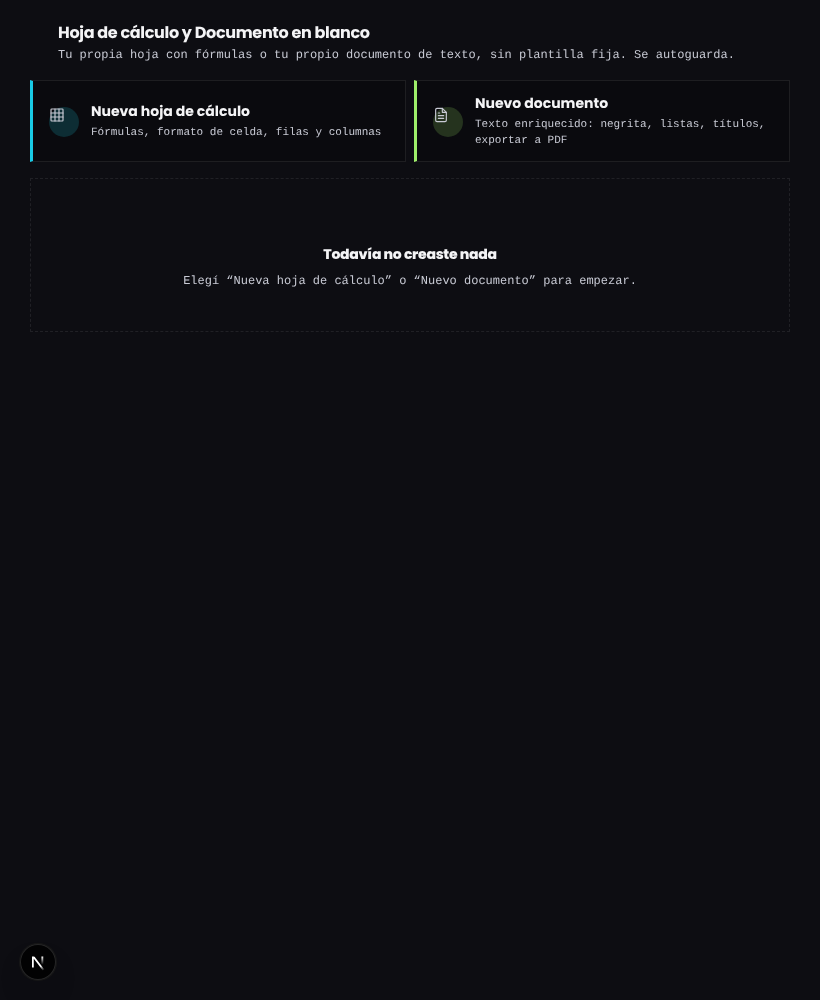 Hoja de cálculo y Documento en blanco
Tu propia hoja con fórmulas o tu propio documento de texto, sin plantilla fija. Se autoguarda.
Nueva hoja de cálculo
Fórmulas, formato de celda, filas y columnas
Nuevo documento
Texto enriquecido: negrita, listas, títulos,
exportar a PDF
Todavía no creaste nada
Elegí “Nueva hoja de cálculo” o “Nuevo documento” para empezar.
N